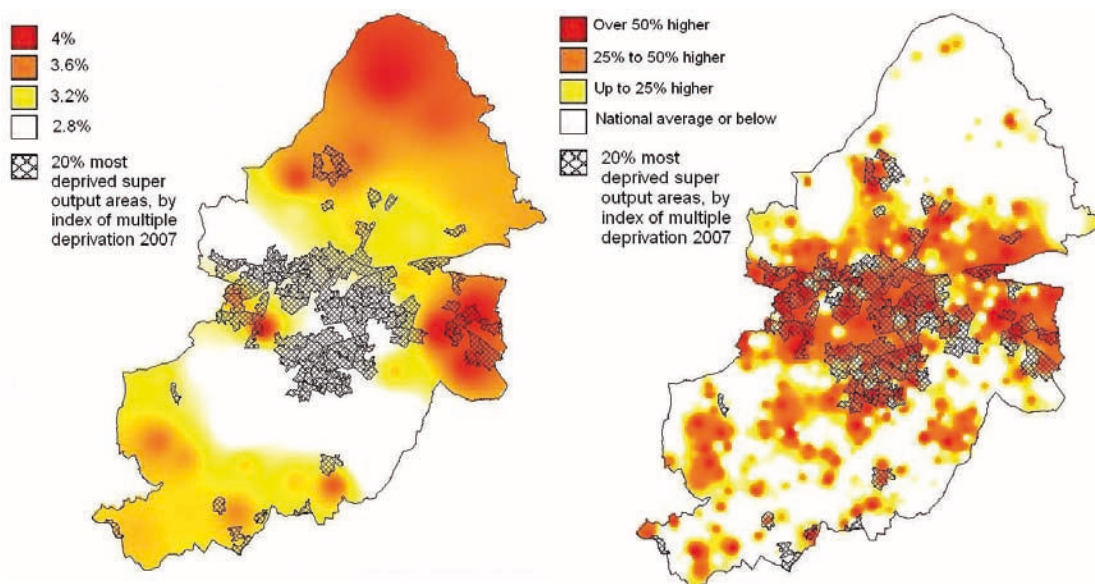 4%
3.6%
3.2%
2.8%
20% most
deprived super
output areas, by
index of multiple
deprivation 2007
Over 50% higher
25% to 50% higher
Up to 25% higher
National average or below
20% most
deprived super
output areas, by
index of multiple
deprivation 2007